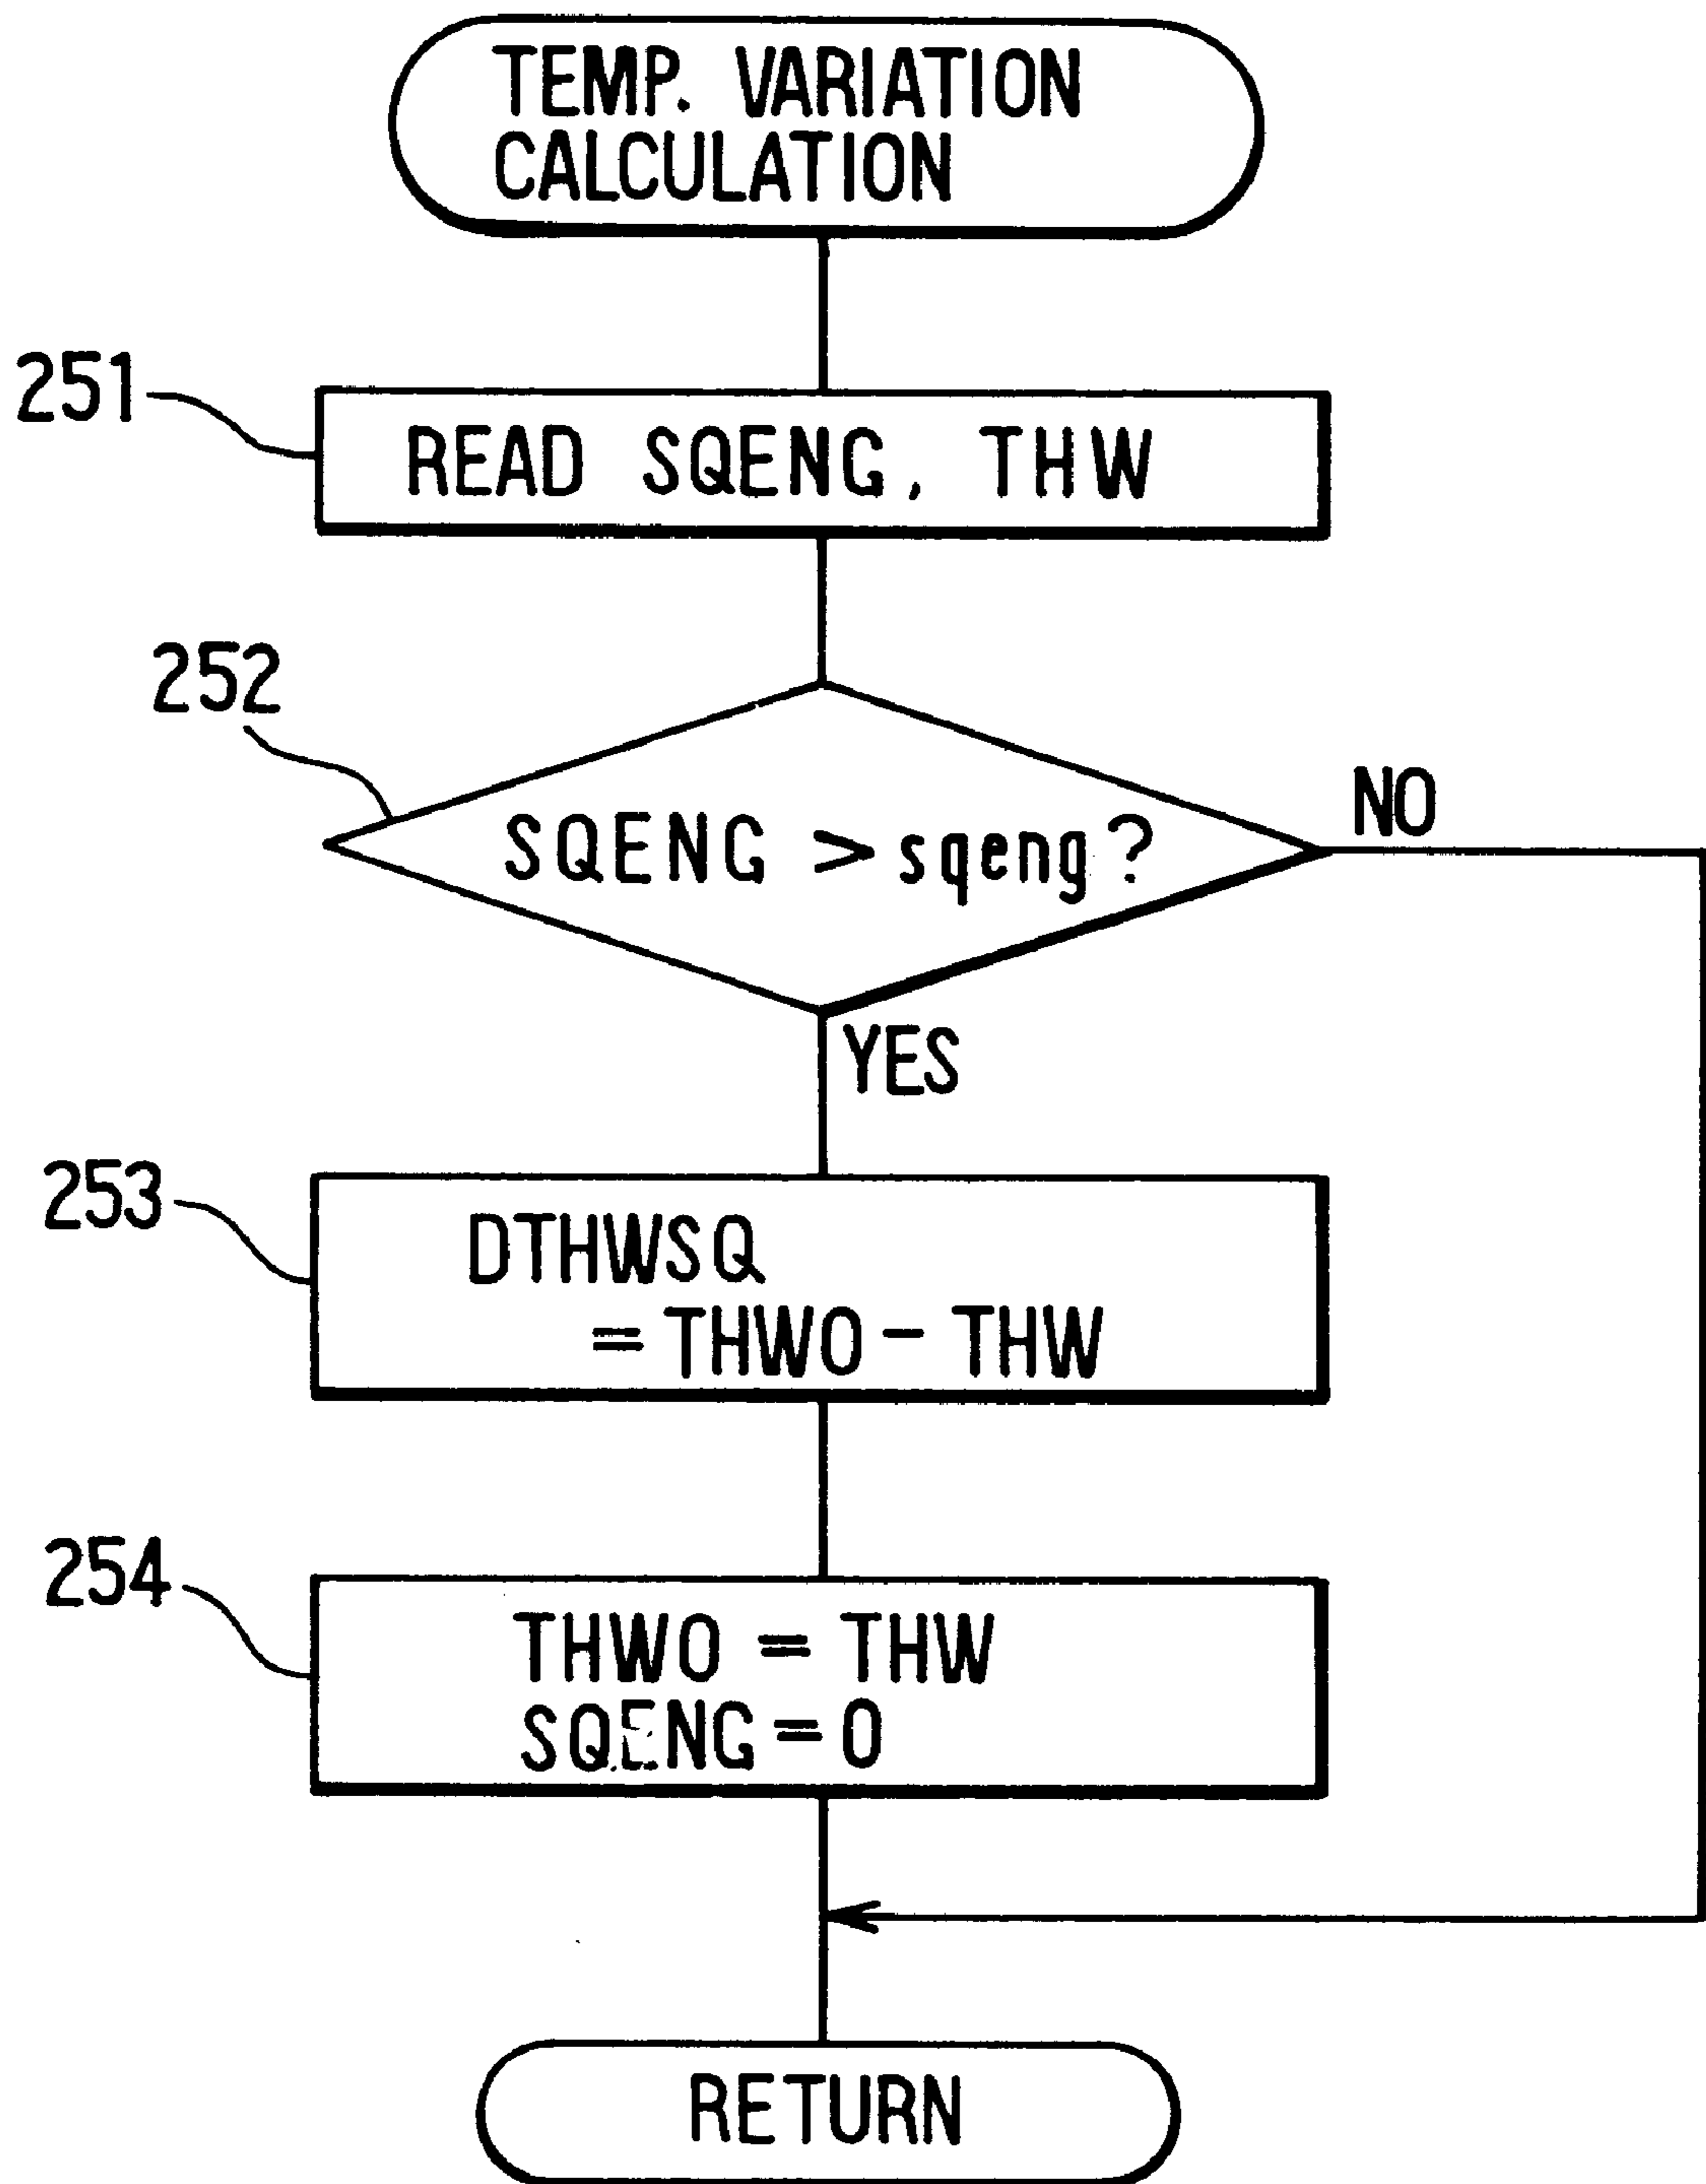 TEMP. VARIATION
CALCULATION
251
READ SQENG, THW
252
SQENG > sqeng?
NO
YES
253
DTHWSQ
= THWO - THW
254
THWO = THW
SQENG = 0
RETURN